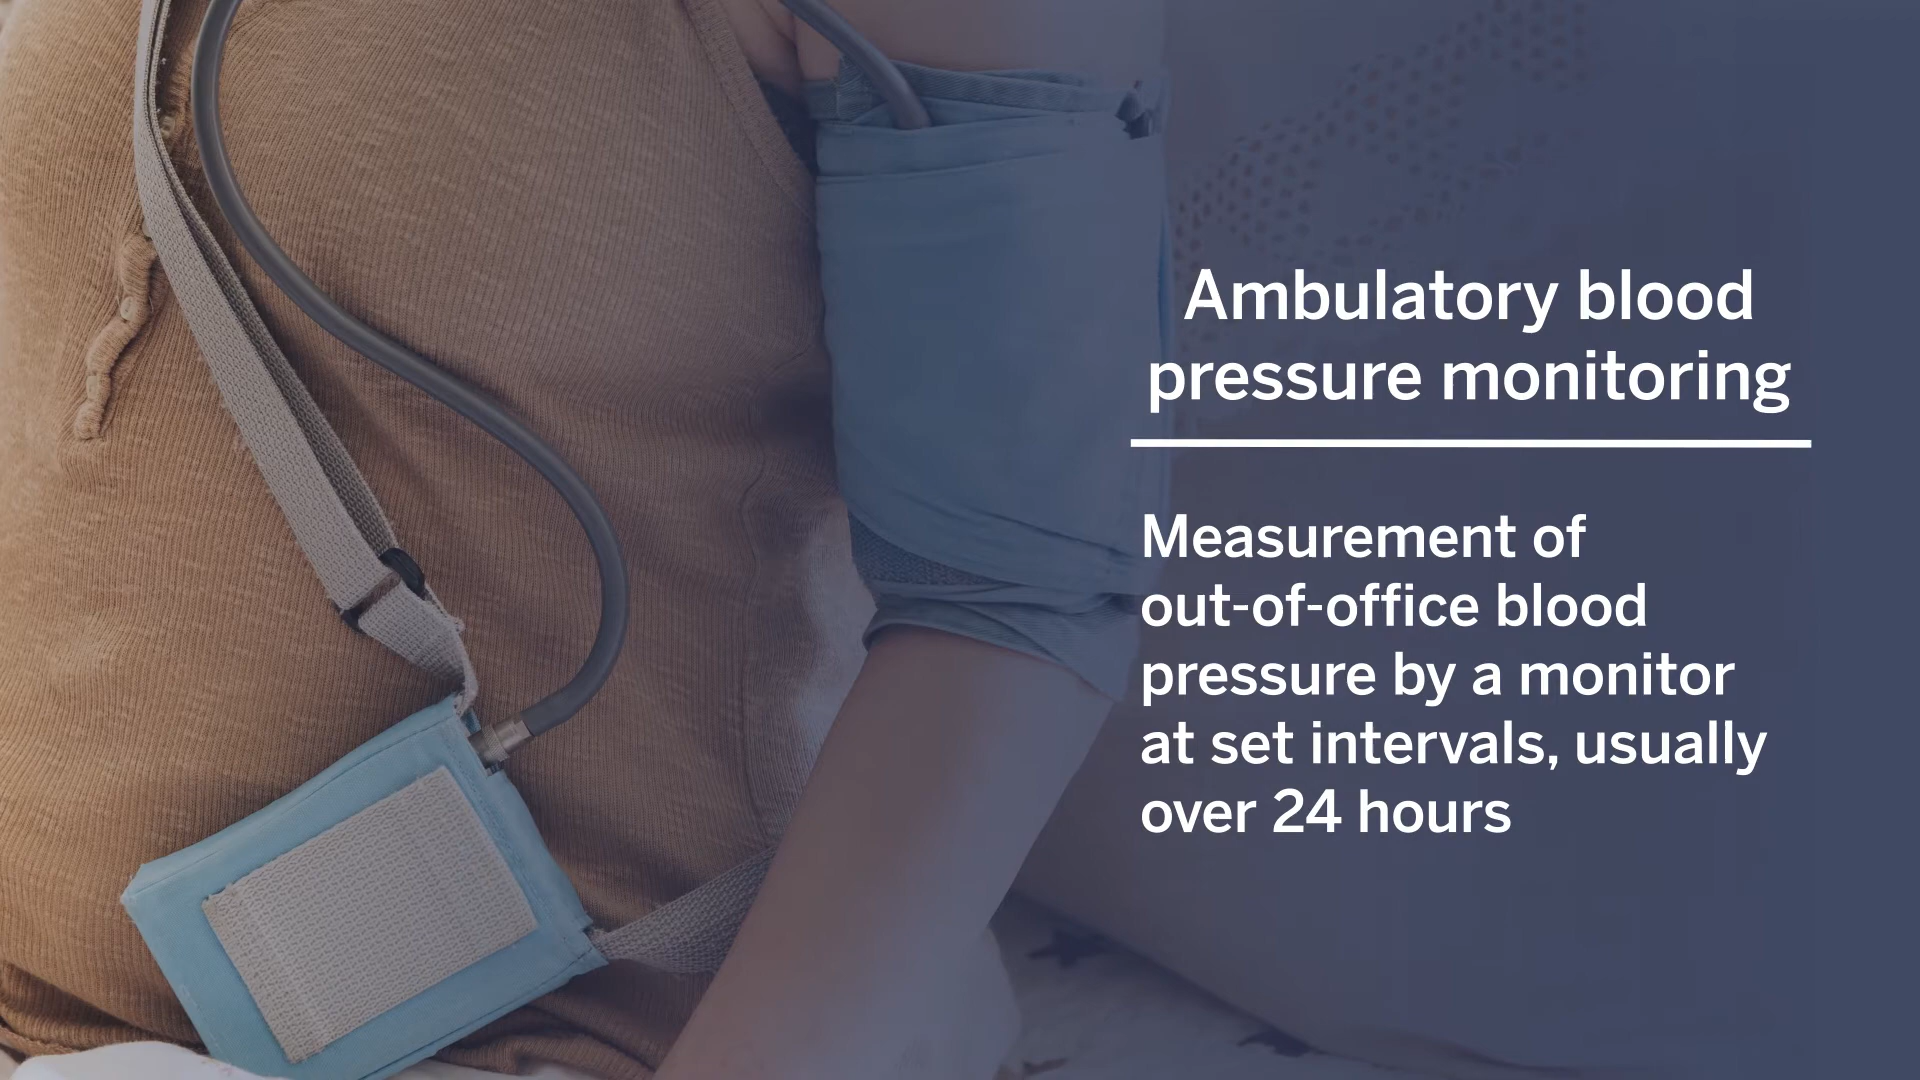 Ambulatory blood
pressure monitoring
Measurement of
out-of-office blood
pressure by a monitor
at set intervals, usually
over 24 hours